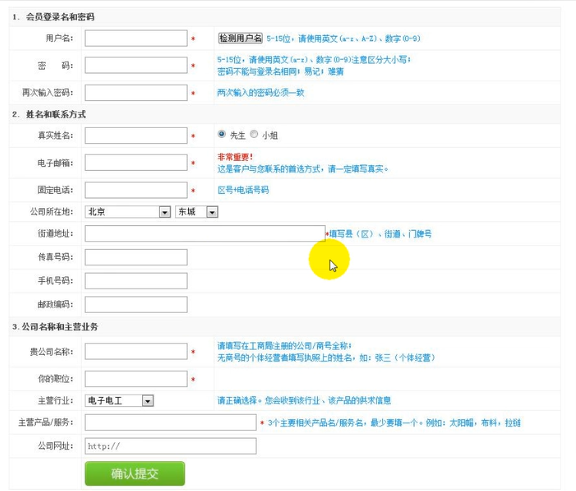 1. 会员登录名和密码
用户名： * 检测用户名 5-15位，请使用英文(a-z、A-Z)、数字(0-9)
密 码： * 5-15位，请使用英文(a-z)、数字(0-9)注意区分大小写；
密码不能与登录名相同；易记；难猜
两次输入密码： * 两次输入的密码必须一致
2. 姓名和联系方式
真实姓名： * 先生 小姐
电子邮箱： * 非常重要！
这是客户与您联系的首选方式，请一定填写真实。
固定电话： * 区号+电话号码
公司所在地： 北京 东城
街道地址： *填写县（区）、街道、门牌号
传真号码：
手机号码：
邮政编码：
3.公司名称和主营业务
贵公司名称： * 请填写在工商局注册的公司/商号全称；
无商号的个体经营者填写执照上的姓名，如：张三（个体经营）
你的职位： *
主营行业： 电子电工 请正确选择。您会收到该行业、该产品的供求信息
主营产品/服务： * 3个主要相关产品名/服务名，最少要填一个。例如：太阳帽，布料，拉链
公司网址： http://
确认提交